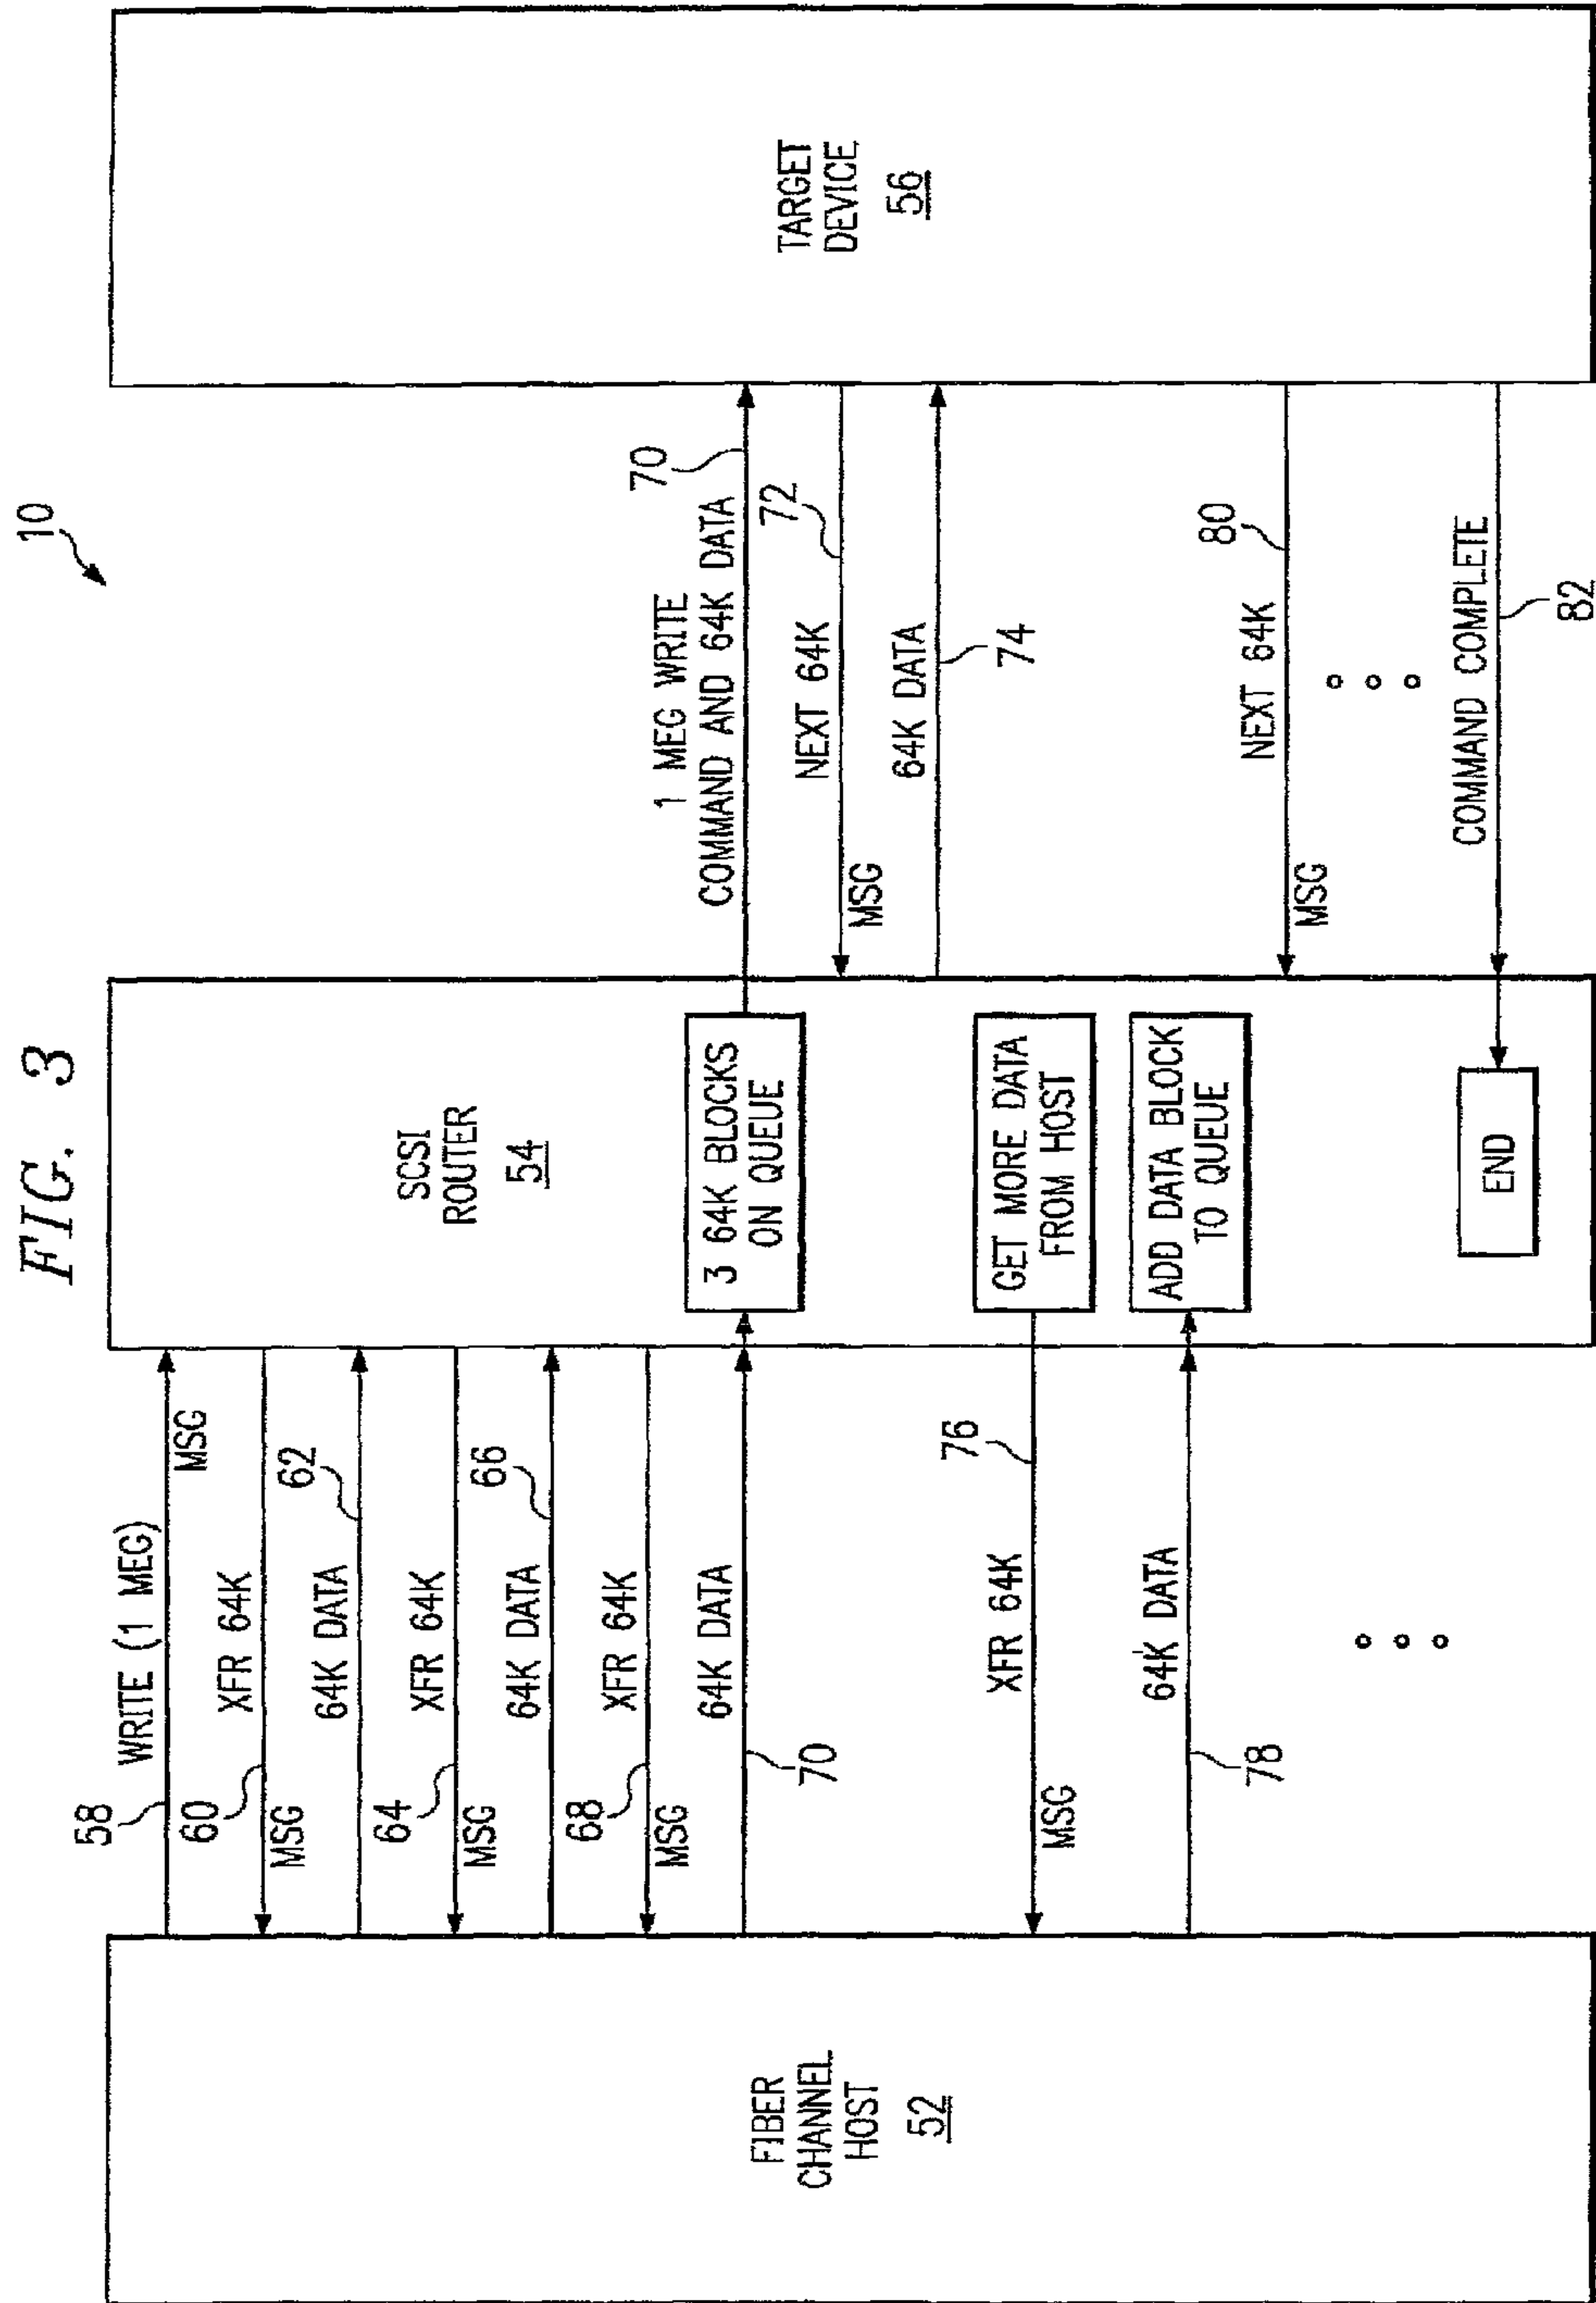 FIG. 3
10
FIBER
CHANNEL
HOST
52
SCSI
ROUTER
54
TARGET
DEVICE
56
58
WRITE (1 MEG)
MSG
60
XFR 64K
MSG
62
64K DATA
64
XFR 64K
MSG
66
64K DATA
68
XFR 64K
MSG
64K DATA
70
3 64K BLOCKS
ON QUEUE
1 MEG WRITE
COMMAND AND 64K DATA
70
NEXT 64K
72
MSG
64K DATA
74
GET MORE DATA
FROM HOST
76
XFR 64K
MSG
ADD DATA BLOCK
TO QUEUE
64K DATA
78
NEXT 64K
80
MSG
COMMAND COMPLETE
82
END